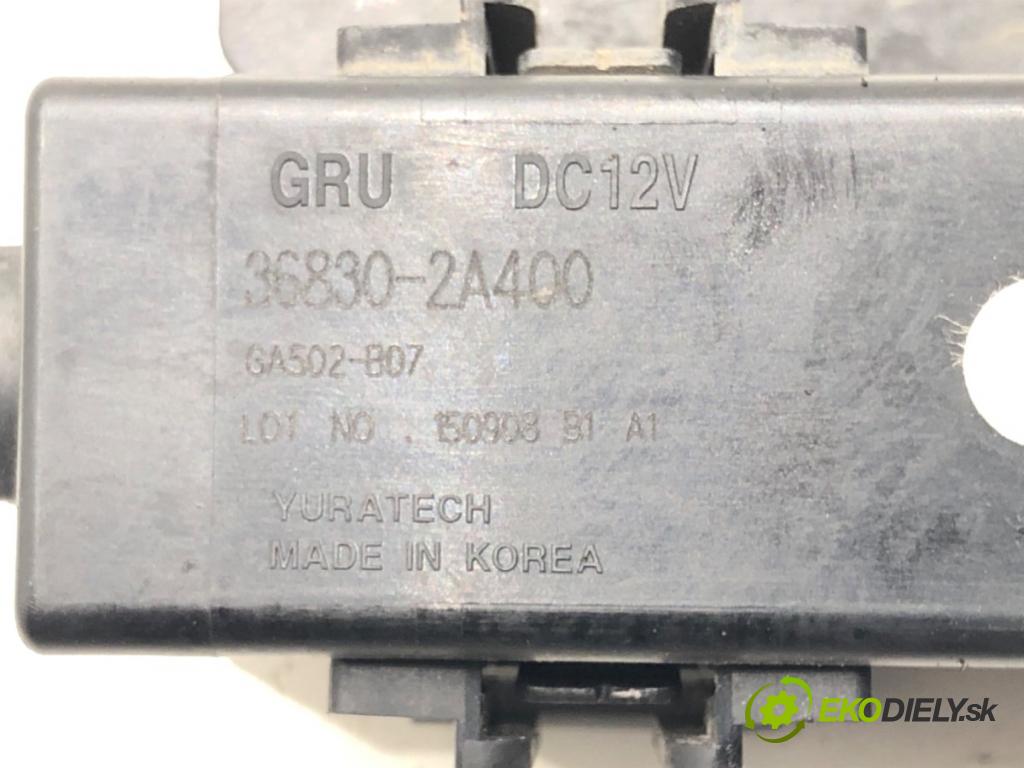 GRU DC12V
36830-2A400
GA502-B07
LOT NO . 150908 B1 A1
YURATECH
MADE IN KOREA
EKODIELY.sk